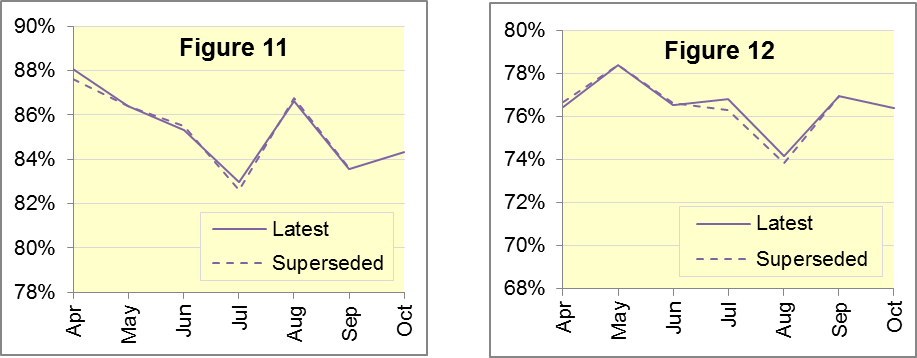 Figure 11
90%
88%
86%
84%
82%
80%
78%
Latest
Superseded
Apr
May
Jun
Jul
Aug
Sep
Oct
Figure 12
80%
78%
76%
74%
72%
70%
68%
Latest
Superseded
Apr
May
Jun
Jul
Aug
Sep
Oct